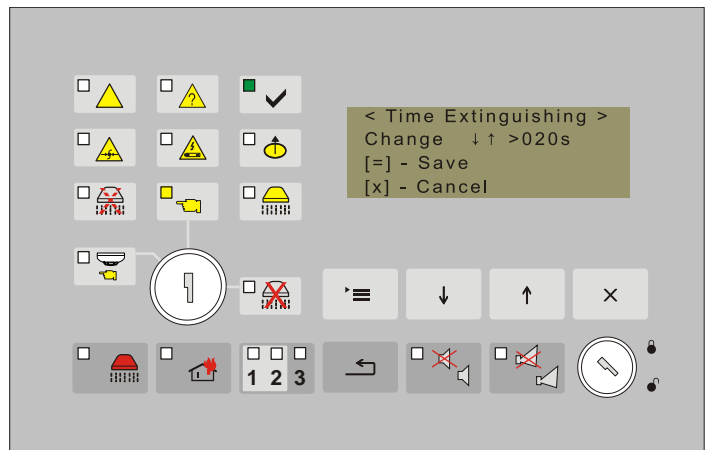 ?
< Time Extinguishing >
Change ↓↑ >020s
[=] - Save
[x] - Cancel
1 2 3